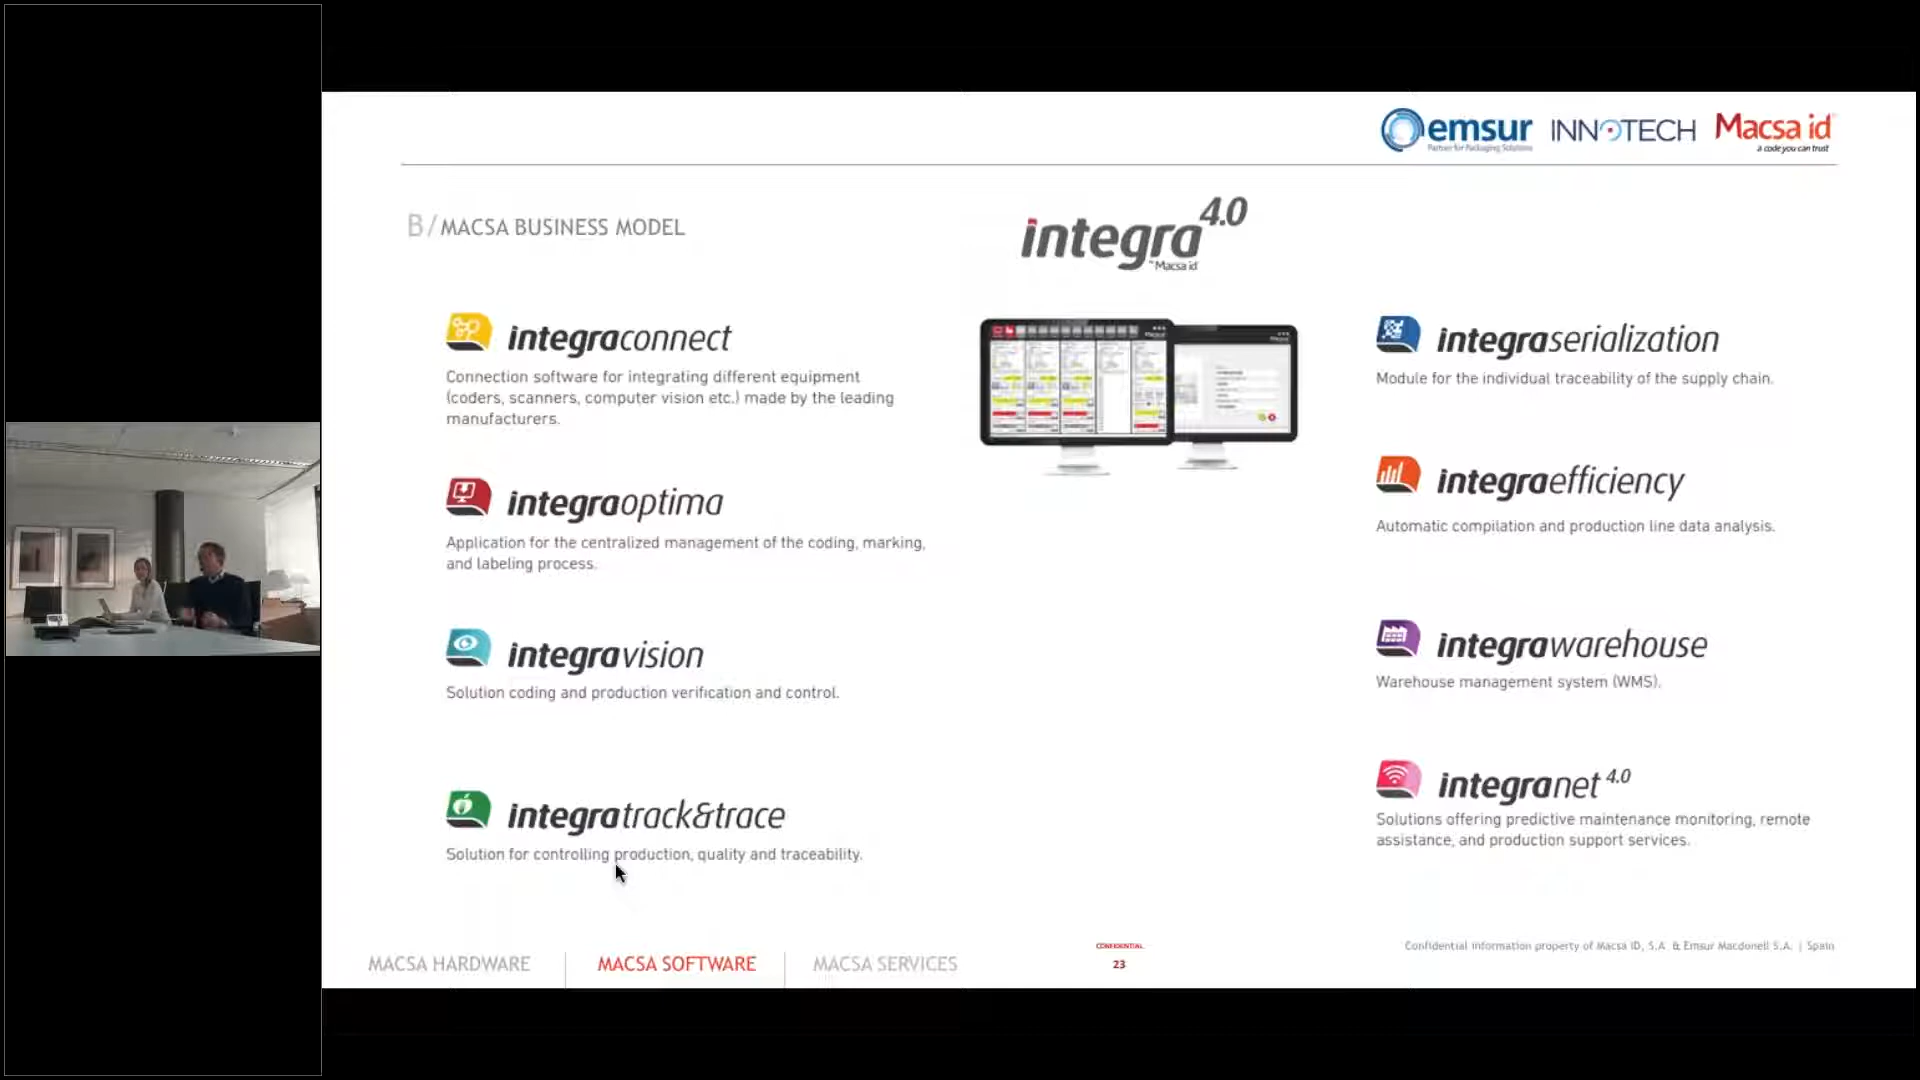 emsur
Partner for Packaging Solutions
INNOTECH
Macsa id
a code you can trust
B/ MACSA BUSINESS MODEL
integra 4.0
™ Macsa id
integraconnect
Connection software for integrating different equipment
(coders, scanners, computer vision etc.) made by the leading
manufacturers.
integraoptima
Application for the centralized management of the coding, marking,
and labeling process.
integravision
Solution coding and production verification and control.
integratrack&trace
Solution for controlling production, quality and traceability.
integraserialization
Module for the individual traceability of the supply chain.
integraefficiency
Automatic compilation and production line data analysis.
integrawarehouse
Warehouse management system (WMS).
integranet 4.0
Solutions offering predictive maintenance monitoring, remote
assistance, and production support services.
MACSA HARDWARE
MACSA SOFTWARE
MACSA SERVICES
CONFIDENTIAL
23
Confidential information property of Macsa ID, S.A & Emsur Macdonell S.A. | Spain